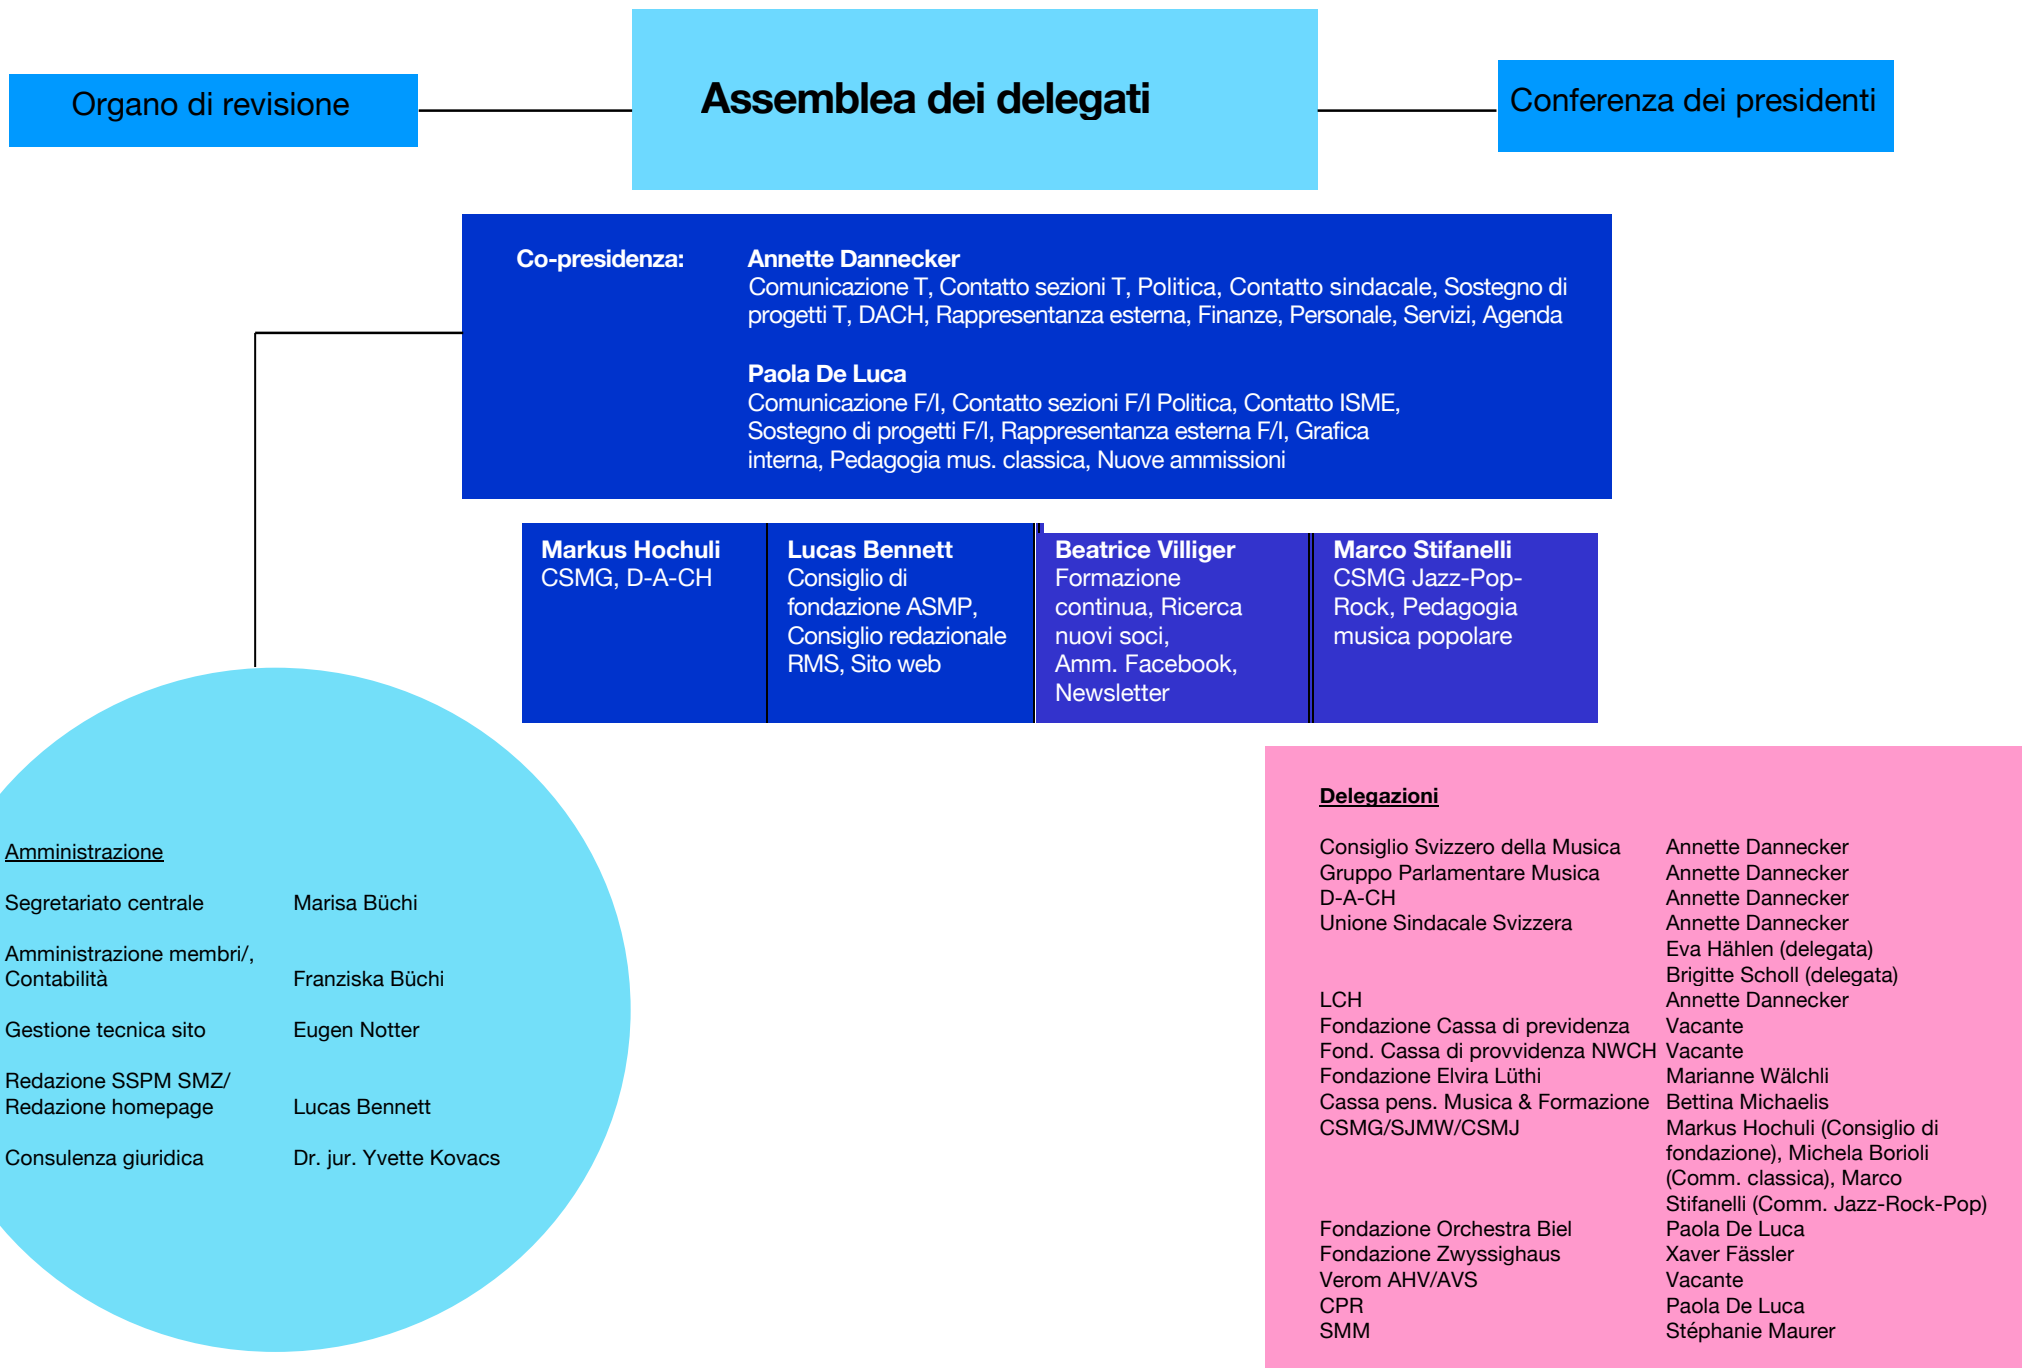 Organo di revisione
Assemblea dei delegati
Conferenza dei presidenti
Co-presidenza:
Annette Dannecker
Comunicazione T, Contatto sezioni T, Politica, Contatto sindacale, Sostegno di
progetti T, DACH, Rappresentanza esterna, Finanze, Personale, Servizi, Agenda
Paola De Luca
Comunicazione F/I, Contatto sezioni F/I Politica, Contatto ISME,
Sostegno di progetti F/I, Rappresentanza esterna F/I, Grafica
interna, Pedagogia mus. classica, Nuove ammissioni
Markus Hochuli
CSMG, D-A-CH
Lucas Bennett
Consiglio di
fondazione ASMP,
Consiglio redazionale
RMS, Sito web
Beatrice Villiger
Formazione
continua, Ricerca
nuovi soci,
Amm. Facebook,
Newsletter
Marco Stifanelli
CSMG Jazz-Pop-
Rock, Pedagogia
musica popolare
Amministrazione
Segretariato centrale Marisa Büchi
Amministrazione membri/,
Contabilità Franziska Büchi
Gestione tecnica sito Eugen Notter
Redazione SSPM SMZ/
Redazione homepage Lucas Bennett
Consulenza giuridica Dr. jur. Yvette Kovacs
Delegazioni
Consiglio Svizzero della Musica Annette Dannecker
Gruppo Parlamentare Musica Annette Dannecker
D-A-CH Annette Dannecker
Unione Sindacale Svizzera Annette Dannecker
Eva Hählen (delegata)
Brigitte Scholl (delegata)
LCH Annette Dannecker
Fondazione Cassa di previdenza Vacante
Fond. Cassa di provvidenza NWCH Vacante
Fondazione Elvira Lüthi Marianne Wälchli
Cassa pens. Musica & Formazione Bettina Michaelis
CSMG/SJMW/CSMJ Markus Hochuli (Consiglio di
fondazione), Michela Borioli
(Comm. classica), Marco
Stifanelli (Comm. Jazz-Rock-Pop)
Fondazione Orchestra Biel Paola De Luca
Fondazione Zwyssighaus Xaver Fässler
Verom AHV/AVS Vacante
CPR Paola De Luca
SMM Stéphanie Maurer